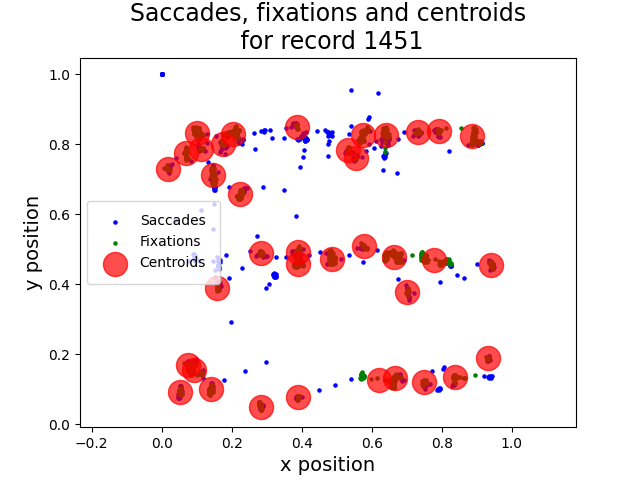 Saccades, fixations and centroids
for record 1451
1.0
0.8
0.6
0.4
0.2
0.0
y position
Saccades
Fixations
Centroids
−0.2
0.0
0.2
0.4
0.6
0.8
1.0
x position